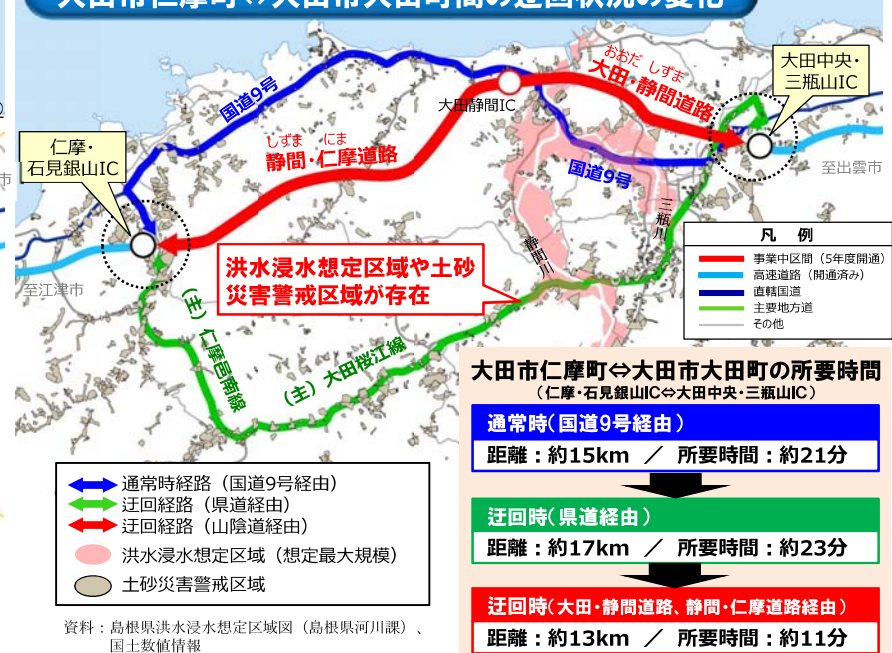 大田市仁摩町⇔大田市大田町間の迂回状況の変化
大田中央・
三瓶山IC
おおだ しずま
大田・静間道路
大田静間IC
国道9号
仁摩・
石見銀山IC
しずま にま
静間・仁摩道路
国道9号
至出雲市
三瓶川
静間川
洪水浸水想定区域や土砂
災害警戒区域が存在
至江津市
(主)仁摩邑南線
(主)大田桜江線
凡 例
事業中区間（5年度開通）
高速道路（開通済み）
直轄国道
主要地方道
その他
大田市仁摩町⇔大田市大田町の所要時間
（仁摩・石見銀山IC⇔大田中央・三瓶山IC）
通常時(国道9号経由)
距離：約15km ／ 所要時間：約21分
迂回時(県道経由)
距離：約17km ／ 所要時間：約23分
迂回時(大田・静間道路、静間・仁摩道路経由)
距離：約13km ／ 所要時間：約11分
通常時経路（国道9号経由）
迂回経路（県道経由）
迂回経路（山陰道経由）
洪水浸水想定区域（想定最大規模）
土砂災害警戒区域
資料：島根県洪水浸水想定区域図（島根県河川課）、
国土数値情報